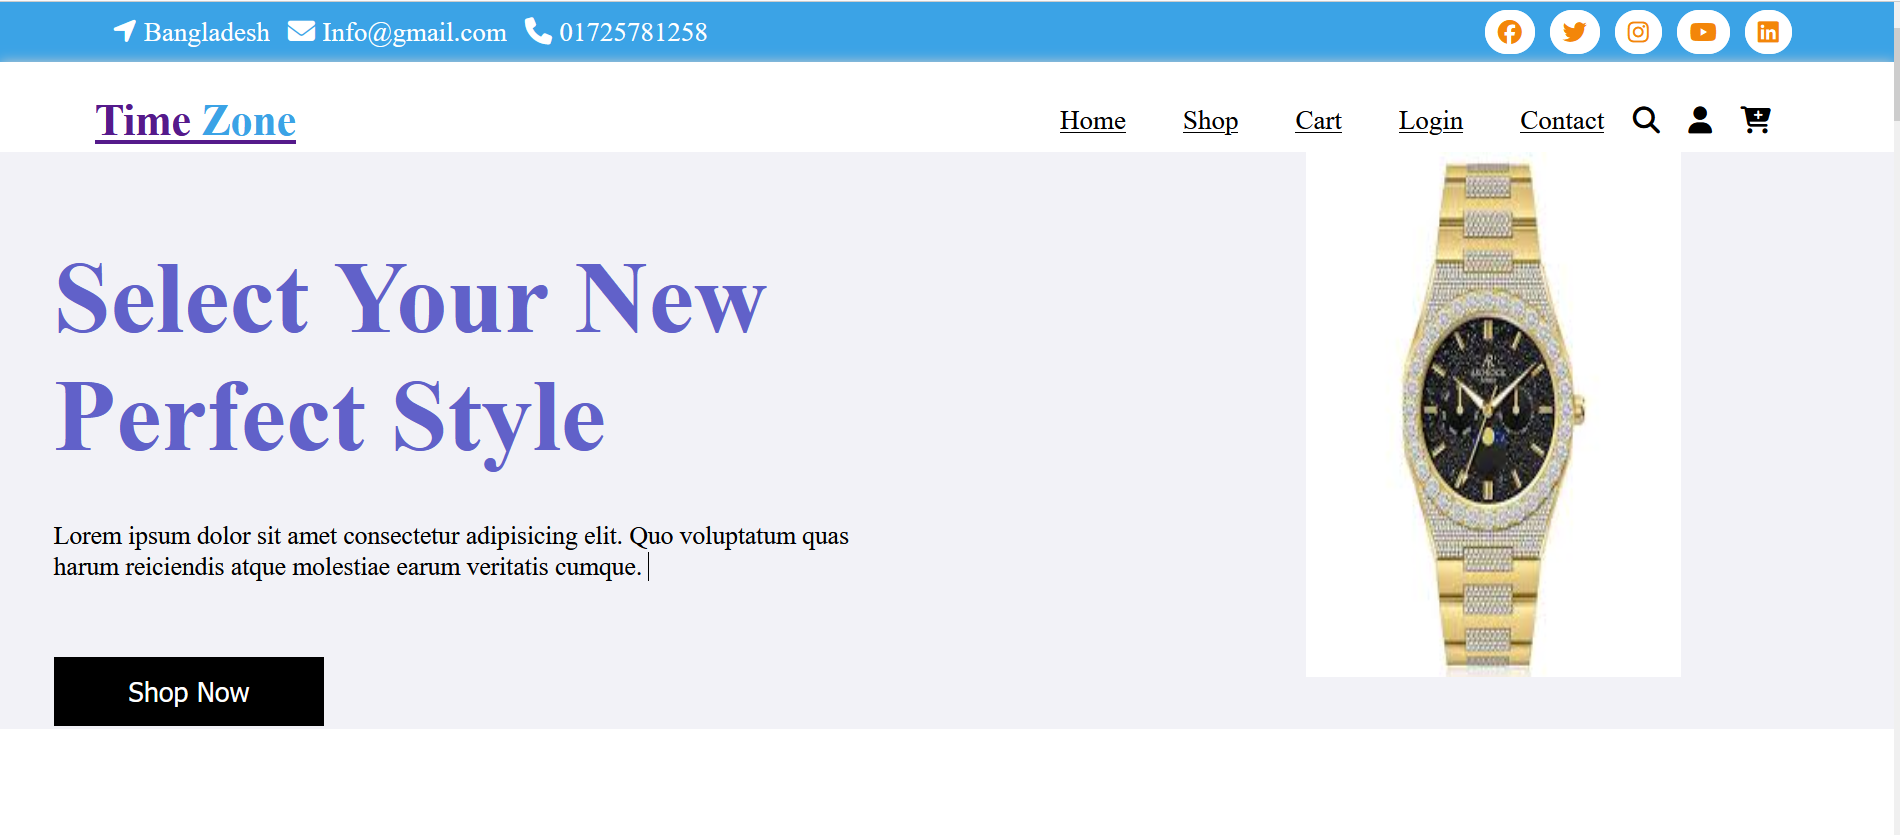 Bangladesh Info@gmail.com 01725781258
Time Zone
Home Shop Cart Login Contact
Select Your New
Perfect Style
Lorem ipsum dolor sit amet consectetur adipisicing elit. Quo voluptatum quas
harum reiciendis atque molestiae earum veritatis cumque.
Shop Now